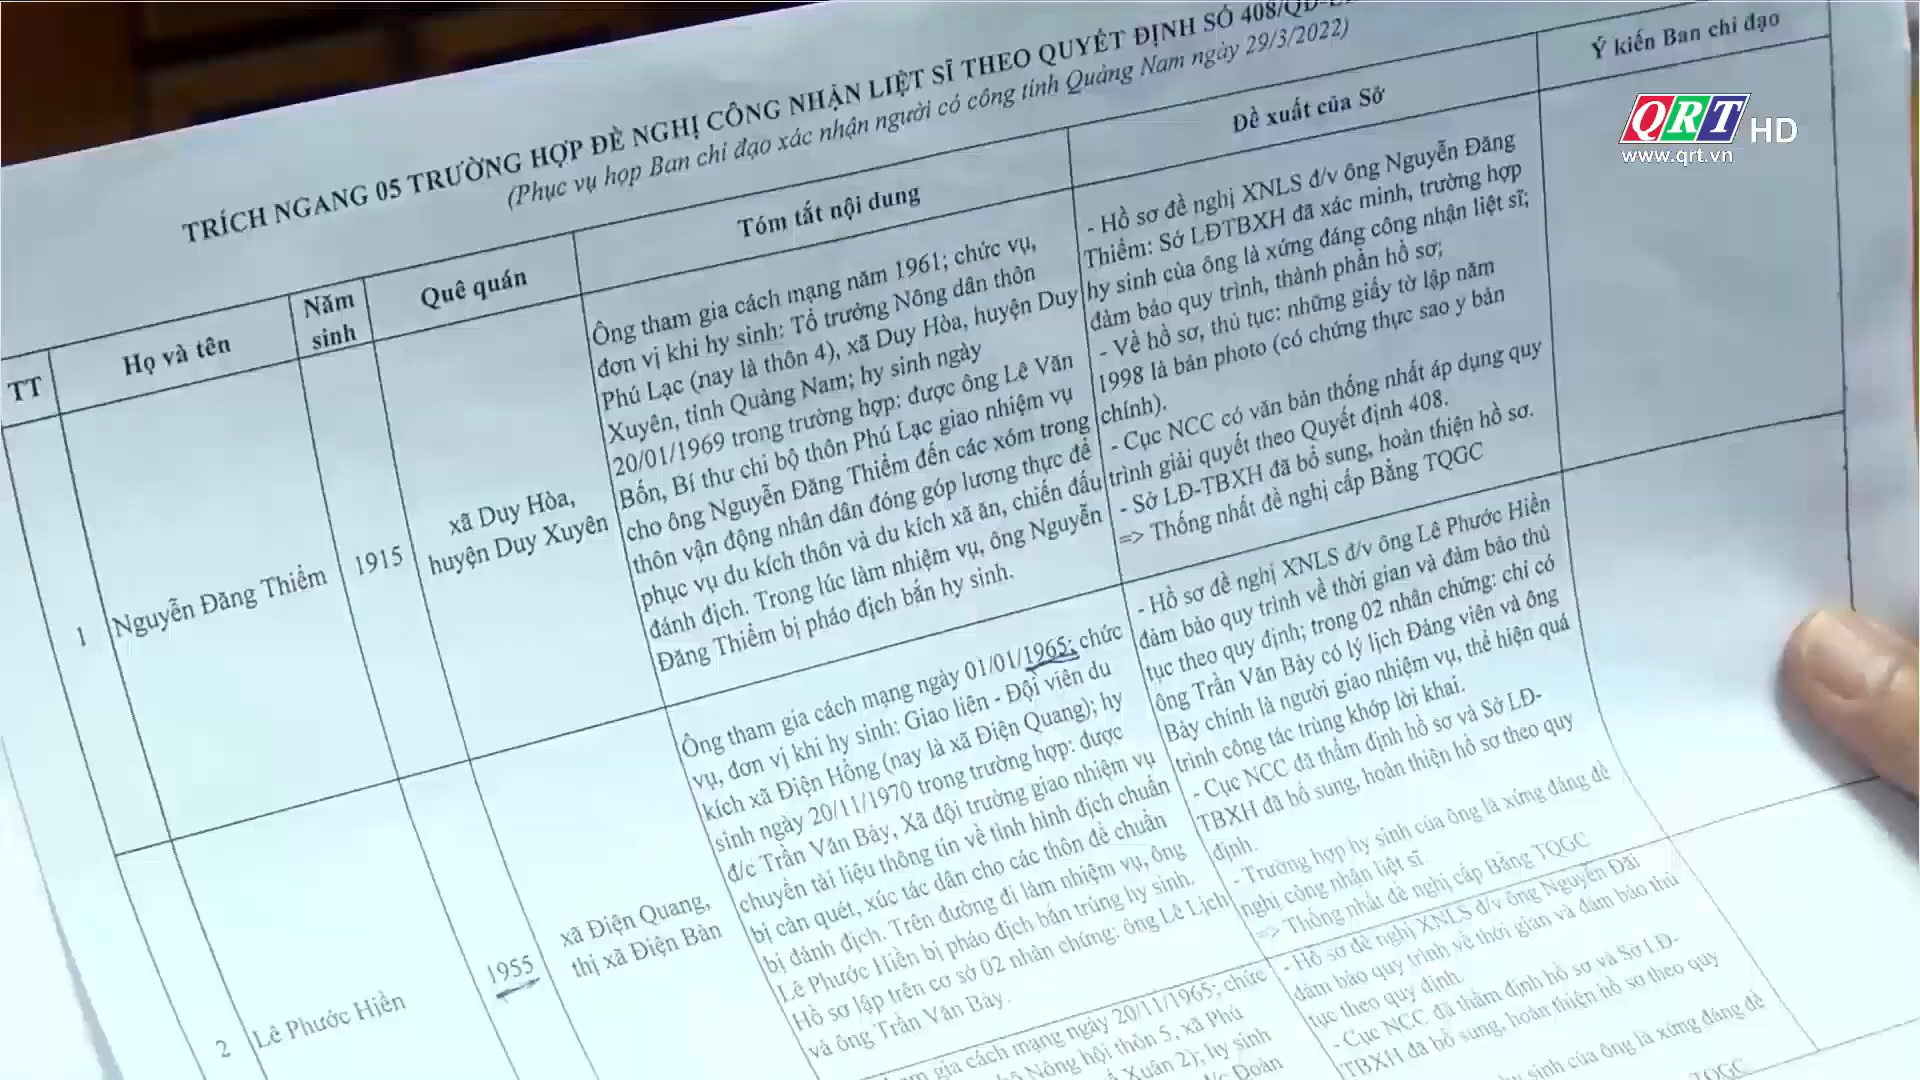 TRÍCH NGANG 05 TRƯỜNG HỢP ĐỀ NGHỊ CÔNG NHẬN LIỆT SĨ THEO QUYẾT ĐỊNH SỐ 408/QĐ-
(Phục vụ họp Ban chỉ đạo xác nhận người có công tỉnh Quảng Nam ngày 29/3/2022)
QRT HD
www.qrt.vn
TT
Họ và tên
Năm
sinh
Quê quán
Tóm tắt nội dung
Đề xuất của Sở
Ý kiến Ban chỉ đạo
1
Nguyễn Đăng Thiểm
1915
xã Duy Hòa,
huyện Duy Xuyên
Ông tham gia cách mạng năm 1961; chức vụ,
đơn vị khi hy sinh: Tổ trưởng Nông dân thôn
Phú Lạc (nay là thôn 4), xã Duy Hòa, huyện Duy
Xuyên, tỉnh Quảng Nam; hy sinh ngày
20/01/1969 trong trường hợp: được ông Lê Văn
Bốn, Bí thư chi bộ thôn Phú Lạc giao nhiệm vụ
cho ông Nguyễn Đăng Thiểm đến các xóm trong
thôn vận động nhân dân đóng góp lương thực để
phục vụ du kích thôn và du kích xã ăn, chiến đấu
đánh địch. Trong lúc làm nhiệm vụ, ông Nguyễn
Đăng Thiểm bị pháo địch bắn hy sinh.
- Hồ sơ đề nghị XNLS đ/v ông Nguyễn Đăng
Thiểm: Sở LĐTBXH đã xác minh, trường hợp
hy sinh của ông là xứng đáng công nhận liệt sĩ;
đảm bảo quy trình, thành phần hồ sơ;
- Về hồ sơ, thủ tục: những giấy tờ lập năm
1998 là bản photo (có chứng thực sao y bản
chính).
- Cục NCC có văn bản thống nhất áp dụng quy
trình giải quyết theo Quyết định 408.
- Sở LĐ-TBXH đã bổ sung, hoàn thiện hồ sơ.
=> Thống nhất đề nghị cấp Bằng TQGC
2
Lê Phước Hiền
1955
xã Điện Quang,
thị xã Điện Bàn
Ông tham gia cách mạng ngày 01/01/1965; chức
vụ, đơn vị khi hy sinh: Giao liên - Đội viên du
kích xã Điện Hồng (nay là xã Điện Quang); hy
sinh ngày 20/11/1970 trong trường hợp: được
đ/c Trần Văn Bảy, Xã đội trưởng giao nhiệm vụ
chuyển tài liệu thông tin về tình hình địch chuẩn
bị càn quét, xúc tác dân cho các thôn để chuẩn
bị đánh địch. Trên đường đi làm nhiệm vụ, ông
Lê Phước Hiền bị pháo địch bắn trúng hy sinh.
Hồ sơ lập trên cơ sở 02 nhân chứng: ông Lê Lịch
và ông Trần Văn Bảy.
- Hồ sơ đề nghị XNLS đ/v ông Lê Phước Hiền
đảm bảo quy trình về thời gian và đảm bảo thủ
tục theo quy định; trong 02 nhân chứng: chỉ có
ông Trần Văn Bảy có lý lịch Đảng viên và ông
Bảy chính là người giao nhiệm vụ, thể hiện quá
trình công tác trùng khớp lời khai.
- Cục NCC đã thẩm định hồ sơ và Sở LĐ-
TBXH đã bổ sung, hoàn thiện hồ sơ theo quy
định.
- Trường hợp hy sinh của ông là xứng đáng đề
nghị công nhận liệt sĩ.
=> Thống nhất đề nghị cấp Bằng TQGC
gia cách mạng ngày 20/11/1965; chức
Nông hội thôn 5, xã Phú
Xuân 2); hy sinh
Đoàn
- Hồ sơ đề nghị XNLS đ/v ông Nguyễn Đãi
đảm bảo quy trình về thời gian và đảm bảo thủ
tục theo quy định.
- Cục NCC đã thẩm định hồ sơ và Sở LĐ-
TBXH đã bổ sung, hoàn thiện hồ sơ theo quy
sinh của ông là xứng đáng đề
TQGC